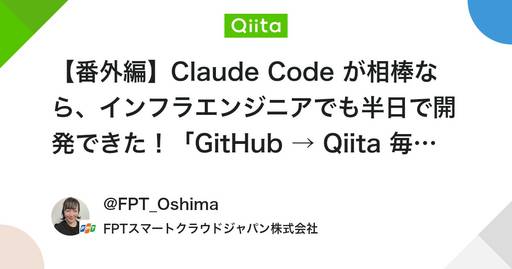 Qiita
【番外編】Claude Code が相棒な
ら、インフラエンジニアでも半日で開
発できた！「GitHub → Qiita 毎…
@FPT_Oshima
FPT
FPTスマートクラウドジャパン株式会社